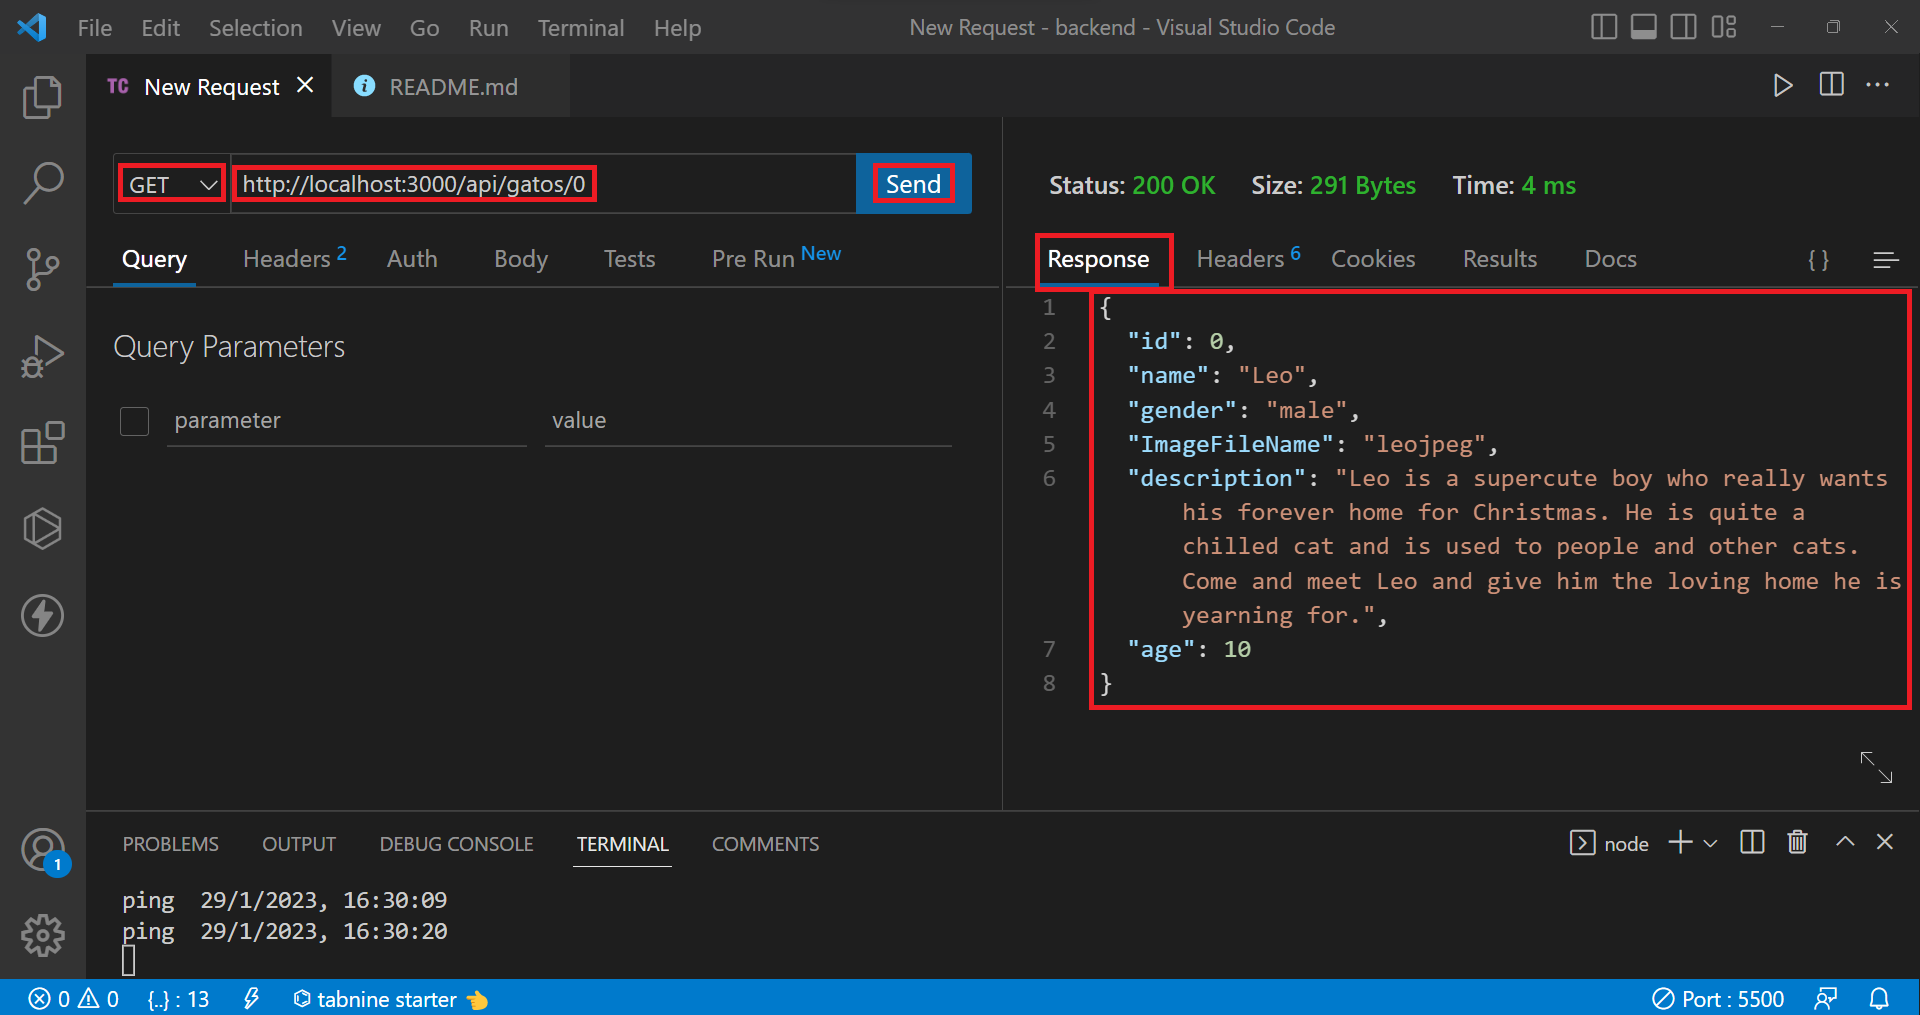 File Edit Selection View Go Run Terminal Help New Request - backend - Visual Studio Code
TC New Request README.md
GET http://localhost:3000/api/gatos/0 Send
Status: 200 OK Size: 291 Bytes Time: 4 ms
Query Headers 2 Auth Body Tests Pre Run New
Response Headers 6 Cookies Results Docs { }
Query Parameters
parameter value
1 {
2 "id": 0,
3 "name": "Leo",
4 "gender": "male",
5 "ImageFileName": "leojpeg",
6 "description": "Leo is a supercute boy who really wants
his forever home for Christmas. He is quite a
chilled cat and is used to people and other cats.
Come and meet Leo and give him the loving home he is
yearning for.",
7 "age": 10
8 }
PROBLEMS OUTPUT DEBUG CONSOLE TERMINAL COMMENTS node
ping 29/1/2023, 16:30:09
ping 29/1/2023, 16:30:20
1
0 0 {..} : 13 tabnine starter Port : 5500